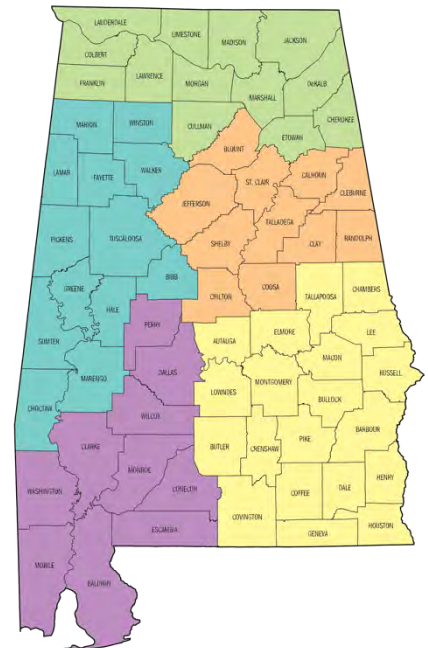 LAUDERDALE
LIMESTONE
MADISON
JACKSON
COLBERT
FRANKLIN
LAWRENCE
MORGAN
MARSHALL
DeKALB
CHEROKEE
CULLMAN
ETOWAH
MARION
WINSTON
BLOUNT
LAMAR
FAYETTE
WALKER
JEFFERSON
ST. CLAIR
CALHOUN
CLEBURNE
PICKENS
TUSCALOOSA
SHELBY
TALLADEGA
CLAY
RANDOLPH
BIBB
GREENE
HALE
CHILTON
COOSA
TALLAPOOSA
CHAMBERS
SUMTER
PERRY
AUTAUGA
ELMORE
LEE
MARENGO
DALLAS
LOWNDES
MONTGOMERY
MACON
RUSSELL
CHOCTAW
WILCOX
BULLOCK
BARBOUR
CLARKE
BUTLER
CRENSHAW
PIKE
MONROE
CONECUH
COFFEE
DALE
HENRY
WASHINGTON
COVINGTON
GENEVA
HOUSTON
ESCAMBIA
MOBILE
BALDWIN